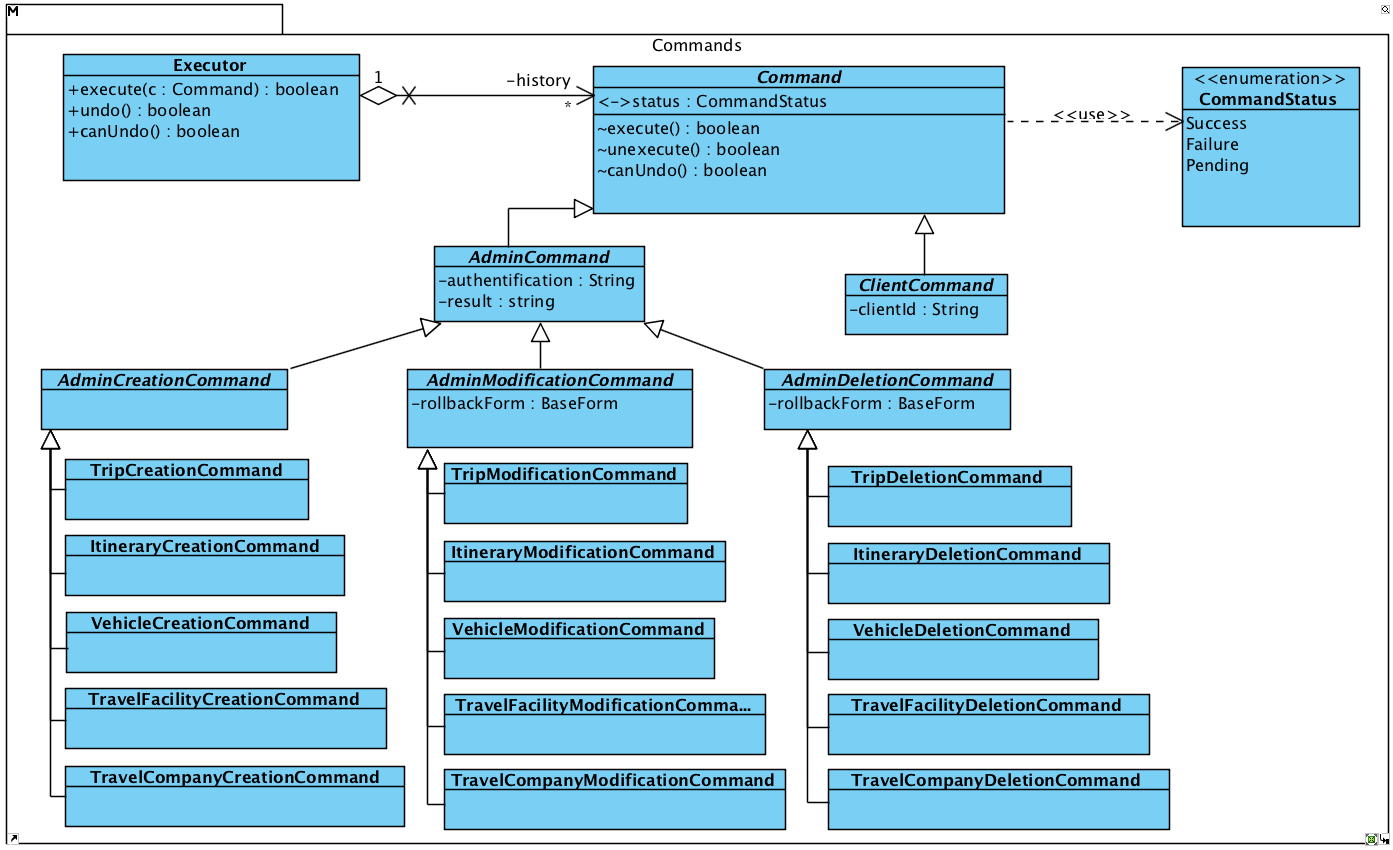 M
Commands
Executor
+execute(c : Command) : boolean
+undo() : boolean
+canUndo() : boolean
1
-history
*
Command
<->status : CommandStatus
~execute() : boolean
~unexecute() : boolean
~canUndo() : boolean
<<use>>
<<enumeration>>
CommandStatus
Success
Failure
Pending
AdminCommand
-authentification : String
-result : string
ClientCommand
-clientId : String
AdminCreationCommand
AdminModificationCommand
-rollbackForm : BaseForm
AdminDeletionCommand
-rollbackForm : BaseForm
TripCreationCommand
ItineraryCreationCommand
VehicleCreationCommand
TravelFacilityCreationCommand
TravelCompanyCreationCommand
TripModificationCommand
ItineraryModificationCommand
VehicleModificationCommand
TravelFacilityModificationComma...
TravelCompanyModificationCommand
TripDeletionCommand
ItineraryDeletionCommand
VehicleDeletionCommand
TravelFacilityDeletionCommand
TravelCompanyDeletionCommand